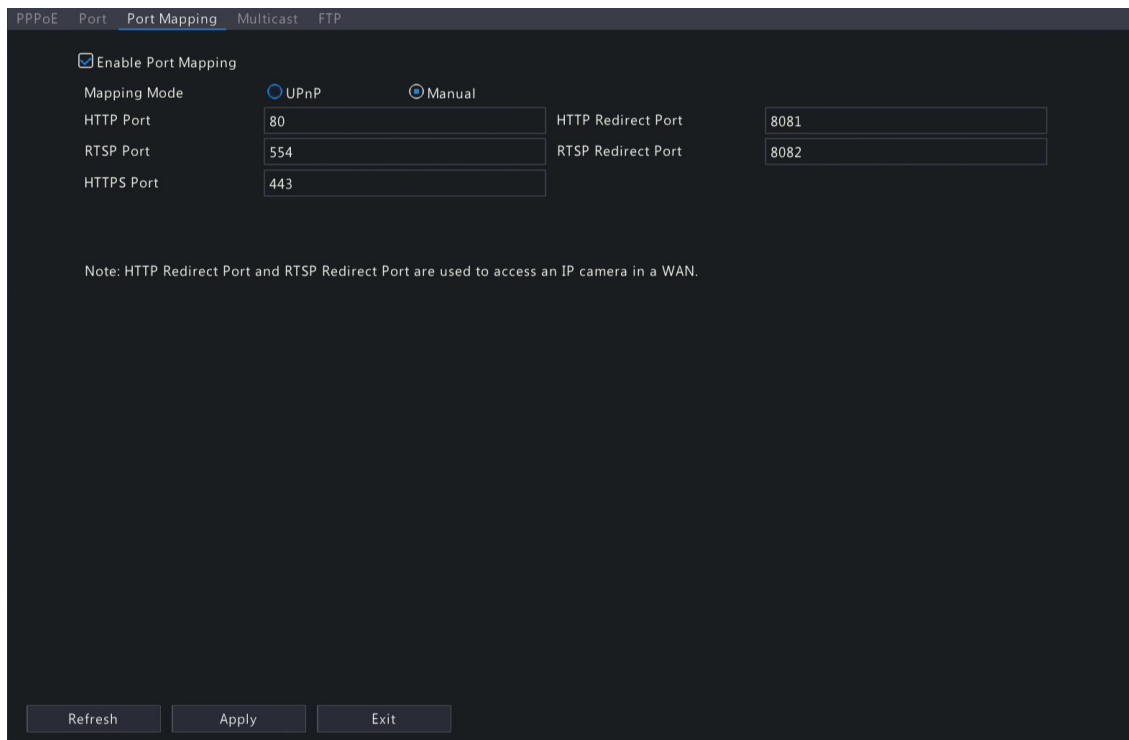 PPPoE Port Port Mapping Multicast FTP
Enable Port Mapping
Mapping Mode UPnP Manual
HTTP Port 80 HTTP Redirect Port 8081
RTSP Port 554 RTSP Redirect Port 8082
HTTPS Port 443
Note: HTTP Redirect Port and RTSP Redirect Port are used to access an IP camera in a WAN.
Refresh Apply Exit